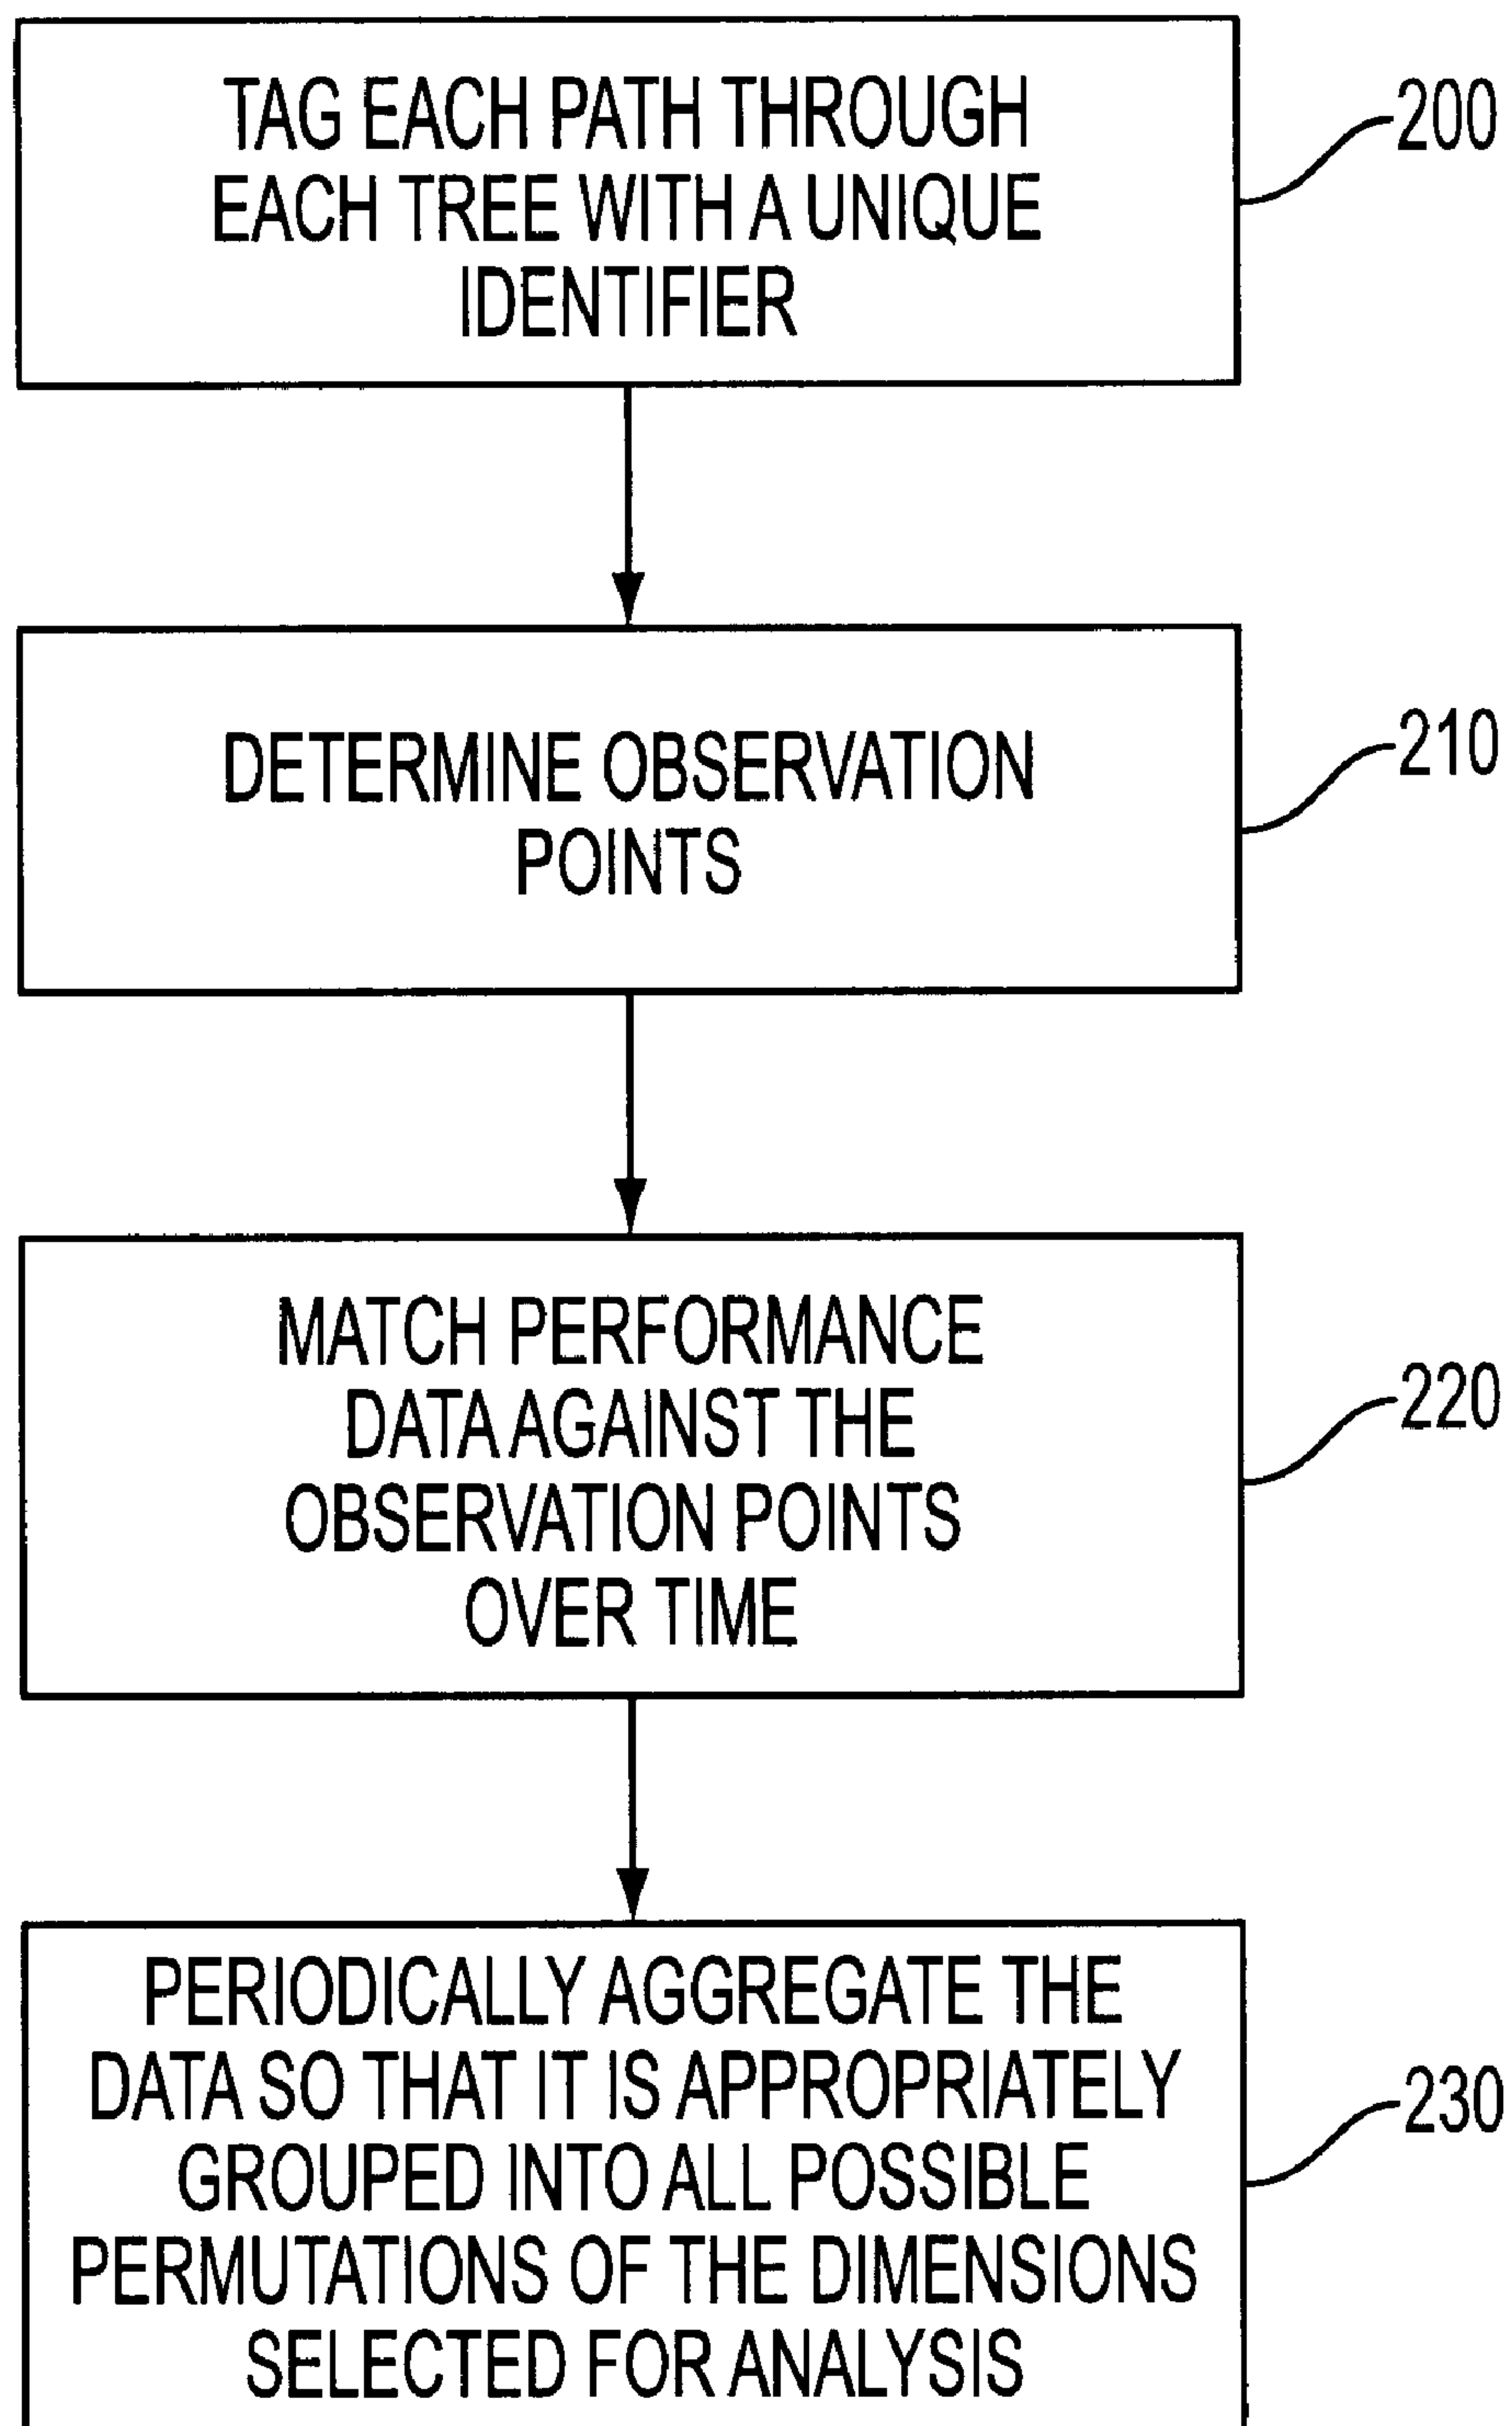 TAG EACH PATH THROUGH
EACH TREE WITH A UNIQUE
IDENTIFIER
200
DETERMINE OBSERVATION
POINTS
210
MATCH PERFORMANCE
DATA AGAINST THE
OBSERVATION POINTS
OVER TIME
220
PERIODICALLY AGGREGATE THE
DATA SO THAT IT IS APPROPRIATELY
GROUPED INTO ALL POSSIBLE
PERMUTATIONS OF THE DIMENSIONS
SELECTED FOR ANALYSIS
230